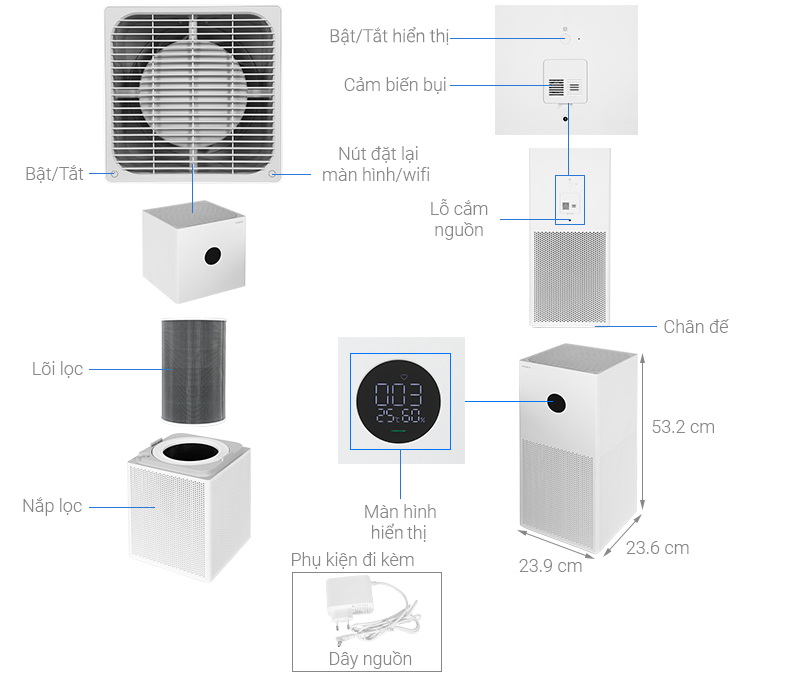 Bật/Tắt hiển thị
Cảm biến bụi
Bật/Tắt
Nút đặt lại
màn hình/wifi
Lỗ cắm
nguồn
Chân đế
Lõi lọc
003
25°C 60%
53.2 cm
Nắp lọc
Màn hình
hiển thị
23.9 cm
23.6 cm
Phụ kiện đi kèm
Dây nguồn